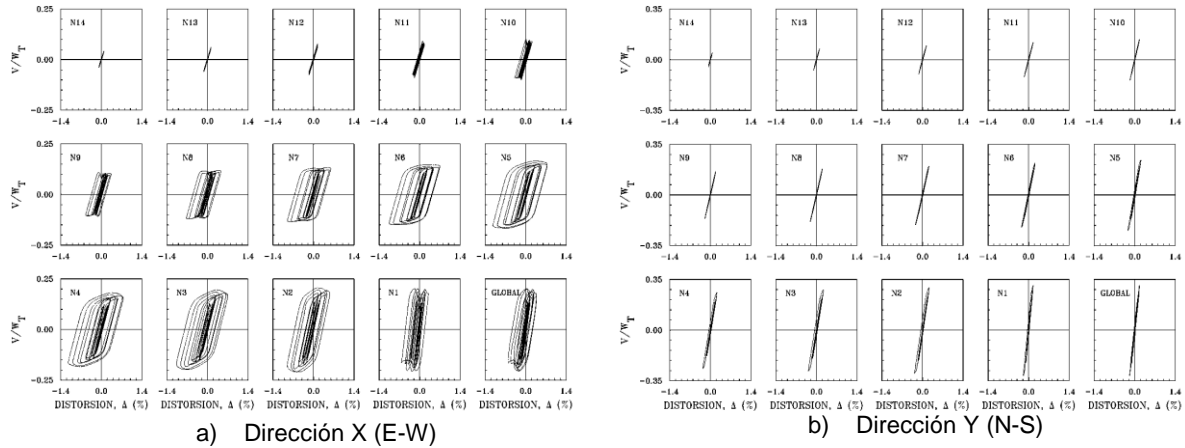 0.25 N14 N13 N12 N11 N10
V/W_T 0.00
-0.25
-1.4 0.0 1.4 -1.4 0.0 1.4 -1.4 0.0 1.4 -1.4 0.0 1.4 -1.4 0.0 1.4
0.25 N9 N8 N7 N6 N5
V/W_T 0.00
-0.25
-1.4 0.0 1.4 -1.4 0.0 1.4 -1.4 0.0 1.4 -1.4 0.0 1.4 -1.4 0.0 1.4
0.25 N4 N3 N2 N1 GLOBAL
V/W_T 0.00
-0.25
-1.4 0.0 1.4 -1.4 0.0 1.4 -1.4 0.0 1.4 -1.4 0.0 1.4 -1.4 0.0 1.4
DISTORSION, Δ (%) DISTORSION, Δ (%) DISTORSION, Δ (%) DISTORSION, Δ (%) DISTORSION, Δ (%)
a) Dirección X (E-W)
0.35 N14 N13 N12 N11 N10
V/W_T 0.00
-0.35
-1.4 0.0 1.4 -1.4 0.0 1.4 -1.4 0.0 1.4 -1.4 0.0 1.4 -1.4 0.0 1.4
0.35 N9 N8 N7 N6 N5
V/W_T 0.00
-0.35
-1.4 0.0 1.4 -1.4 0.0 1.4 -1.4 0.0 1.4 -1.4 0.0 1.4 -1.4 0.0 1.4
0.35 N4 N3 N2 N1 GLOBAL
V/W_T 0.00
-0.35
-1.4 0.0 1.4 -1.4 0.0 1.4 -1.4 0.0 1.4 -1.4 0.0 1.4 -1.4 0.0 1.4
DISTORSION, Δ (%) DISTORSION, Δ (%) DISTORSION, Δ (%) DISTORSION, Δ (%) DISTORSION, Δ (%)
b) Dirección Y (N-S)